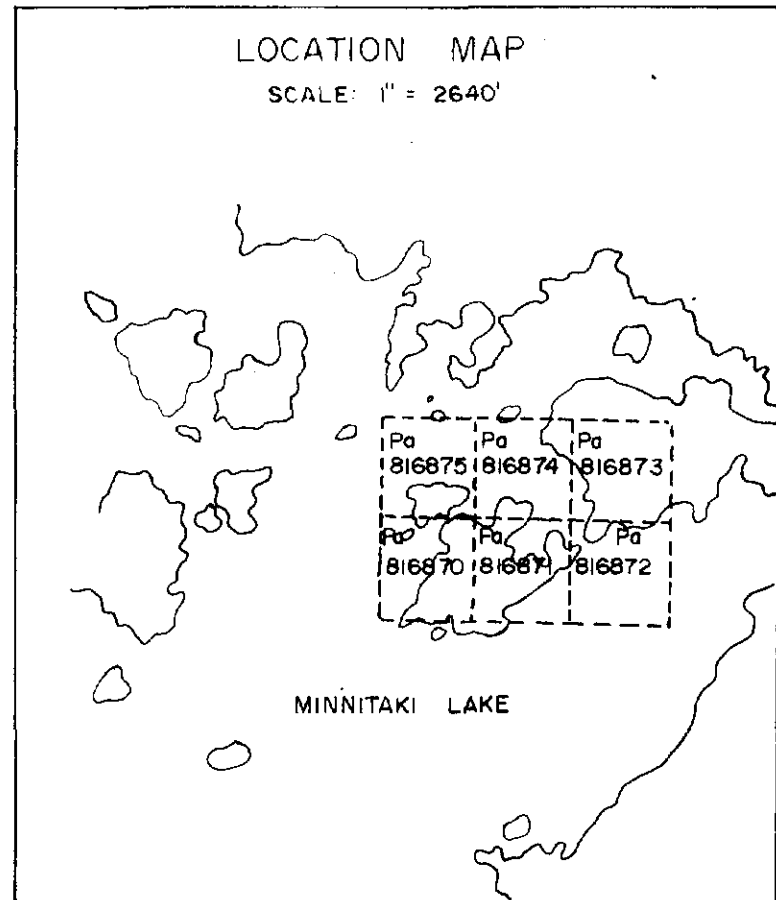 LOCATION MAP
SCALE: 1" = 2640'
Pa
816875
Pa
816874
Pa
816873
Pa
816870
Pa
816871
Pa
816872
MINNITAKI LAKE